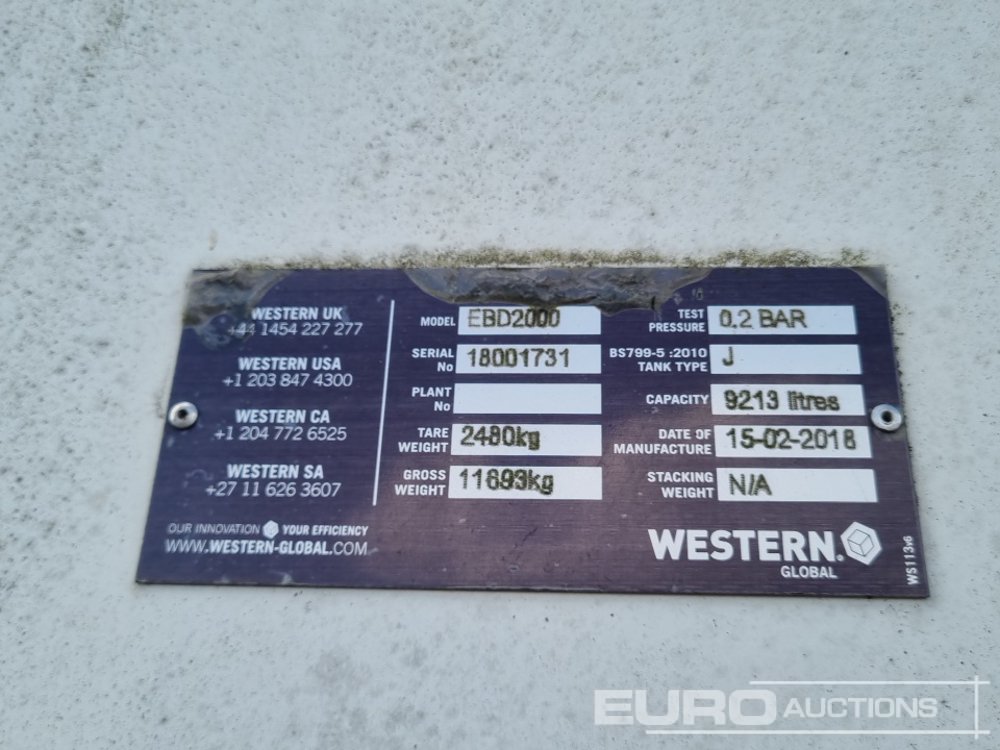 WESTERN UK
+44 1454 227 277
WESTERN USA
+1 203 847 4300
WESTERN CA
+1 204 772 6525
WESTERN SA
+27 11 626 3607
OUR INNOVATION YOUR EFFICIENCY
WWW.WESTERN-GLOBAL.COM
MODEL EBD2000
SERIAL No 18001731
PLANT No
TARE WEIGHT 2480kg
GROSS WEIGHT 11693kg
TEST PRESSURE 0.2 BAR
BS799-5 :2010 TANK TYPE J
CAPACITY 9213 litres
DATE OF MANUFACTURE 15-02-2018
STACKING WEIGHT N/A
WESTERN.
GLOBAL
WS113v6
EURO AUCTIONS